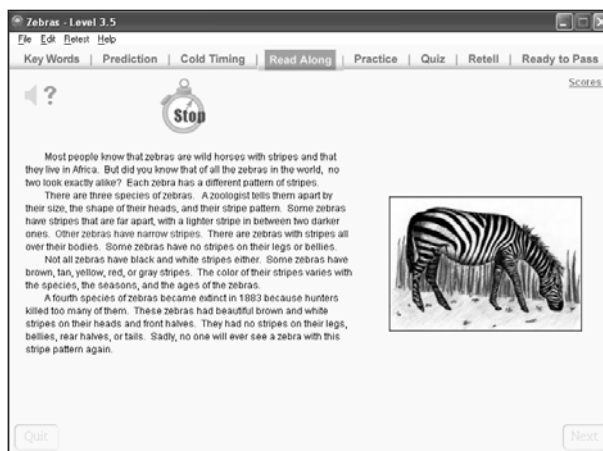 Zebras - Level 3.5
File Edit Retest Help
Key Words | Prediction | Cold Timing | Read Along | Practice | Quiz | Retell | Ready to Pass
Scores
?
Stop
Most people know that zebras are wild horses with stripes and that
they live in Africa. But did you know that of all the zebras in the world, no
two look exactly alike? Each zebra has a different pattern of stripes.
There are three species of zebras. A zoologist tells them apart by
their size, the shape of their heads, and their stripe pattern. Some zebras
have stripes that are far apart, with a lighter stripe in between two darker
ones. Other zebras have narrow stripes. There are zebras with stripes all
over their bodies. Some zebras have no stripes on their legs or bellies.
Not all zebras have black and white stripes either. Some zebras have
brown, tan, yellow, red, or gray stripes. The color of their stripes varies with
the species, the seasons, and the ages of the zebras.
A fourth species of zebras became extinct in 1883 because hunters
killed too many of them. These zebras had beautiful brown and white
stripes on their heads and front halves. They had no stripes on their legs,
bellies, rear halves, or tails. Sadly, no one will ever see a zebra with this
stripe pattern again.
Quit
Next